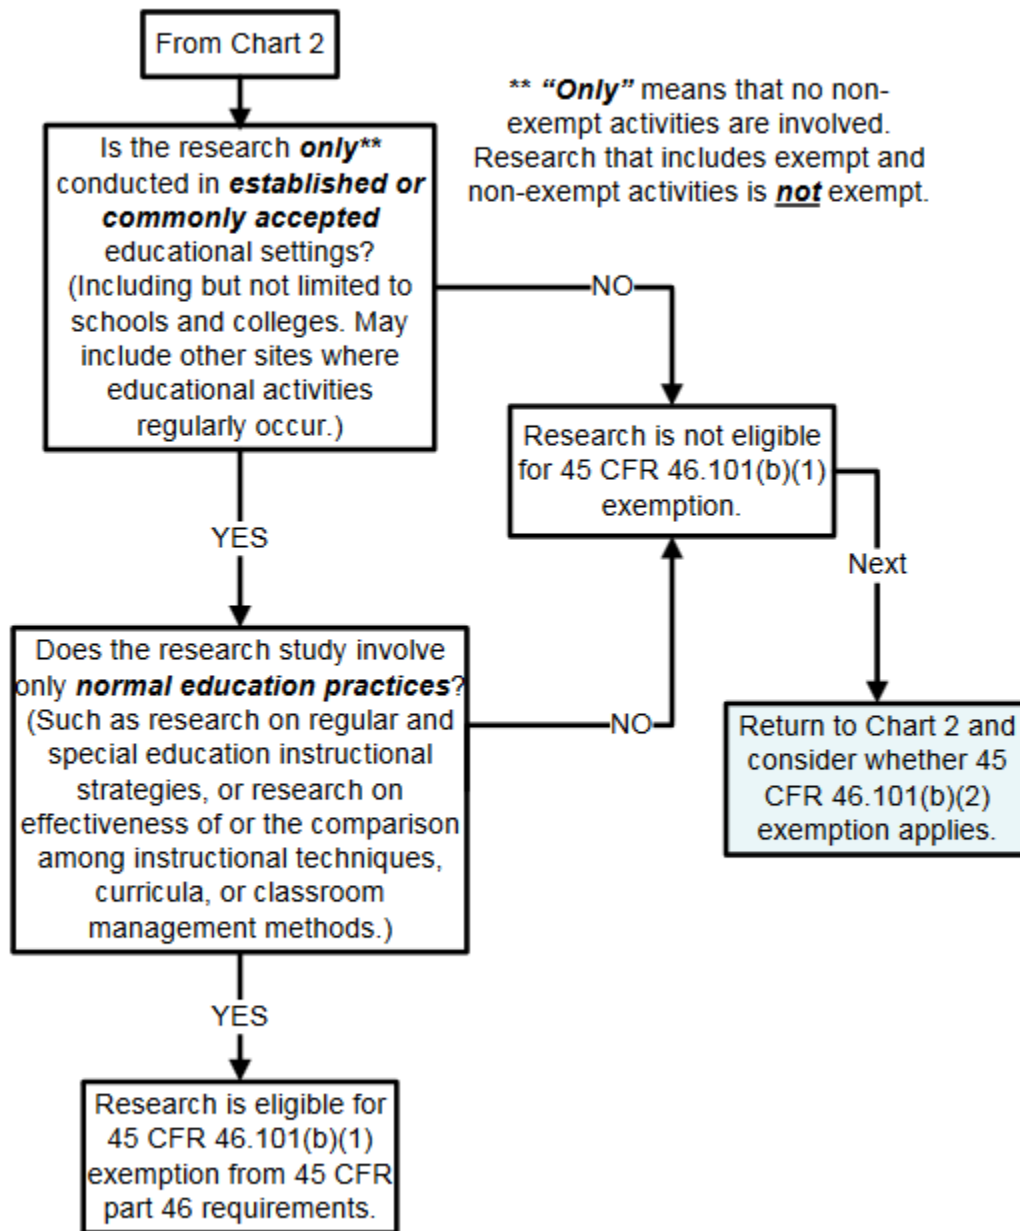 From Chart 2
** “Only” means that no non-
exempt activities are involved.
Research that includes exempt and
non-exempt activities is not exempt.
Is the research only**
conducted in established or
commonly accepted
educational settings?
(Including but not limited to
schools and colleges. May
include other sites where
educational activities
regularly occur.)
NO
Research is not eligible
for 45 CFR 46.101(b)(1)
exemption.
YES
Next
Does the research study involve
only normal education practices?
(Such as research on regular and
special education instructional
strategies, or research on
effectiveness of or the comparison
among instructional techniques,
curricula, or classroom
management methods.)
NO
Return to Chart 2 and
consider whether 45
CFR 46.101(b)(2)
exemption applies.
YES
Research is eligible for
45 CFR 46.101(b)(1)
exemption from 45 CFR
part 46 requirements.